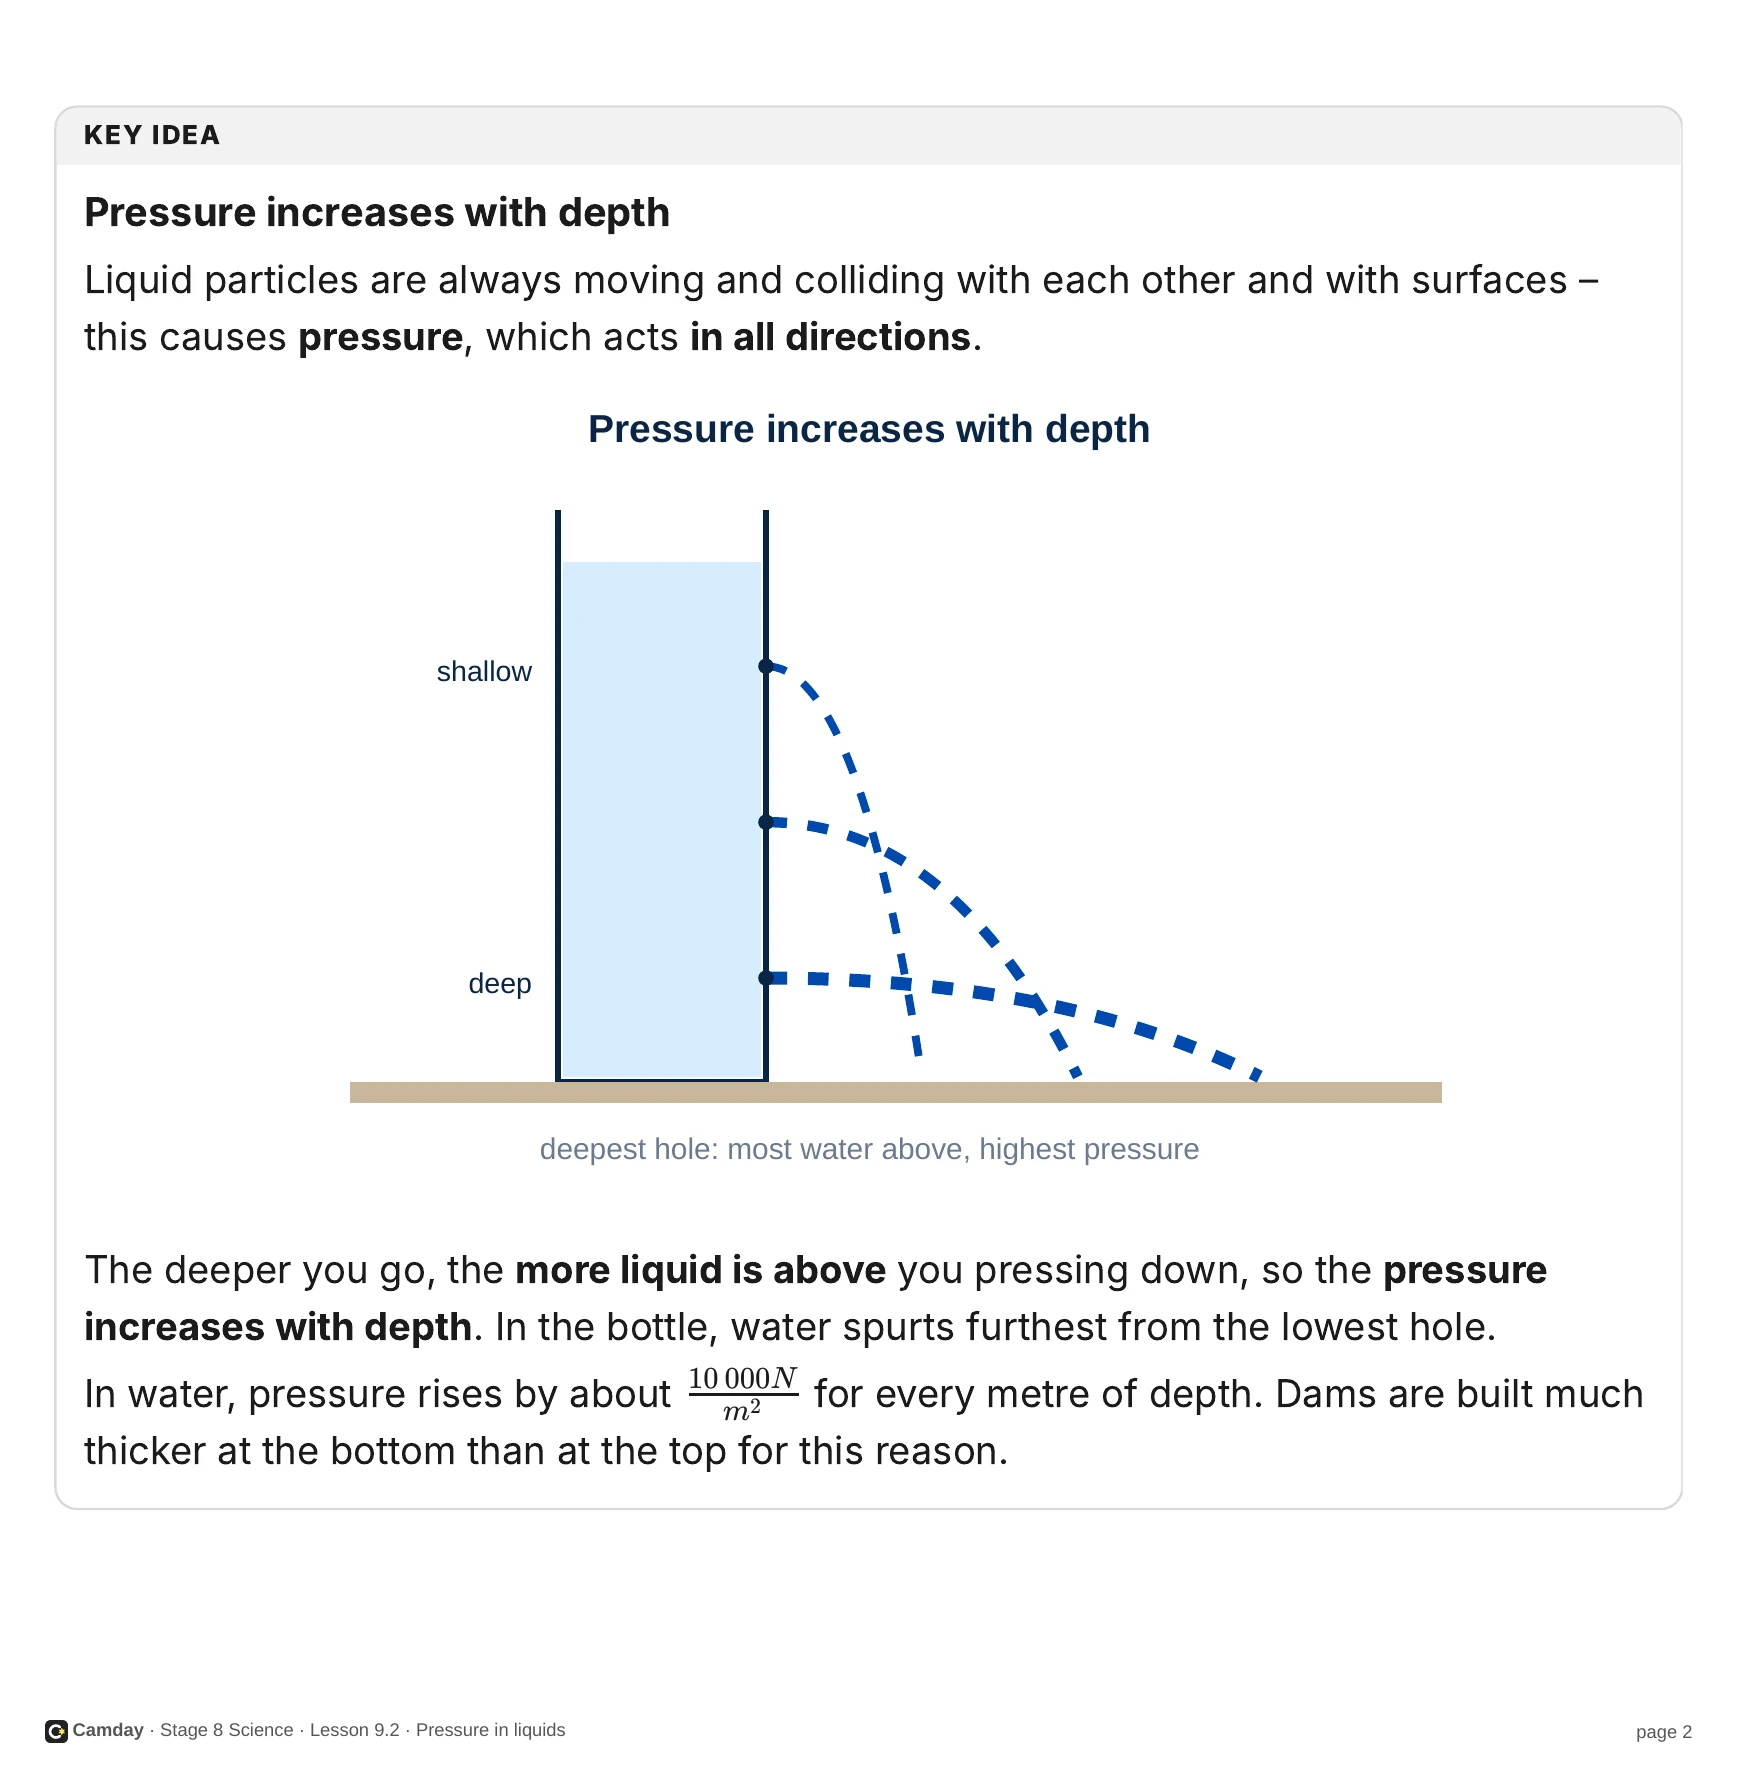 KEY IDEA
Pressure increases with depth
Liquid particles are always moving and colliding with each other and with surfaces –
this causes pressure, which acts in all directions.
Pressure increases with depth
shallow
deep
deepest hole: most water above, highest pressure
The deeper you go, the more liquid is above you pressing down, so the pressure
increases with depth. In the bottle, water spurts furthest from the lowest hole.
In water, pressure rises by about 10 000N/m² for every metre of depth. Dams are built much
thicker at the bottom than at the top for this reason.
Camday · Stage 8 Science · Lesson 9.2 · Pressure in liquids
page 2